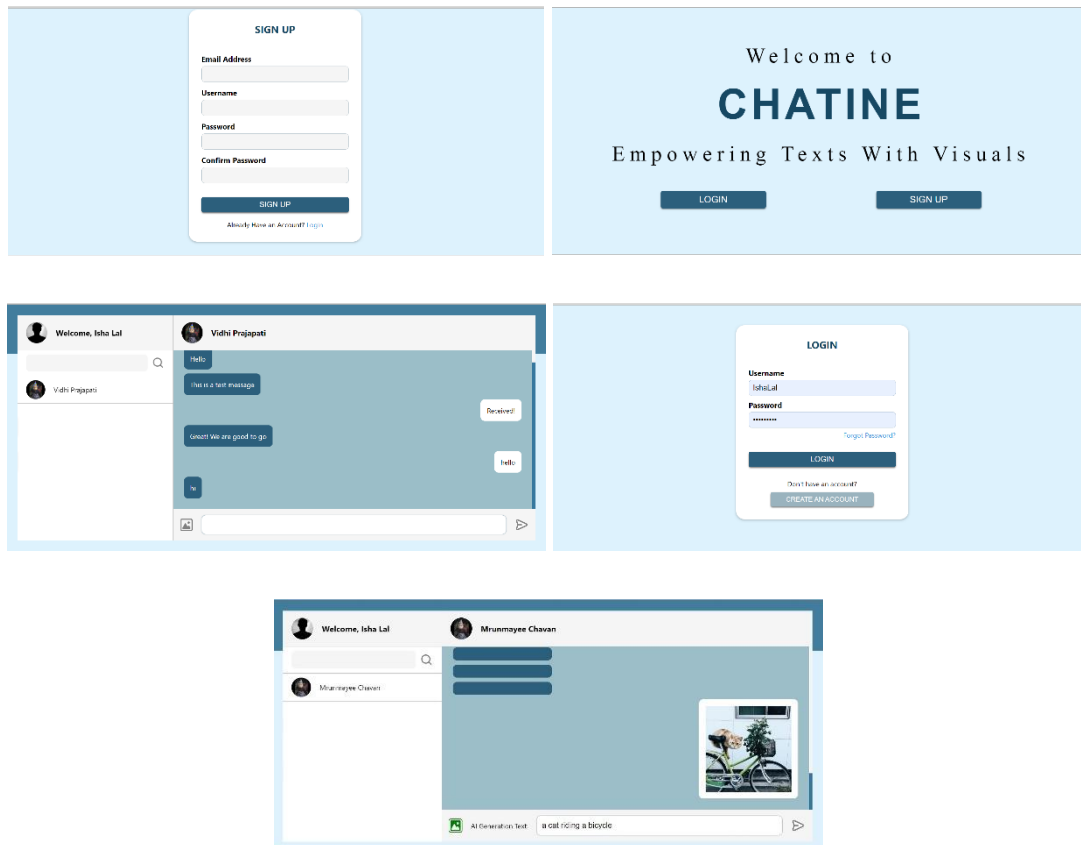 SIGN UP
Email Address
Username
Password
Confirm Password
SIGN UP
Already Have an Account? Login
Welcome to
CHATINE
Empowering Texts With Visuals
LOGIN
SIGN UP
Welcome, Isha Lal
Vidhi Prajapati
Vidhi Prajapati
Hello
This is a test message
Received!
Great! We are good to go
hello
hi
LOGIN
Username
IshaLal
Password
•••••••••
Forgot Password?
LOGIN
Don't have an account?
CREATE AN ACCOUNT
Welcome, Isha Lal
Mrunmayee Chavan
Mrunmayee Chavan
AI Generation Text
a cat riding a bicycle